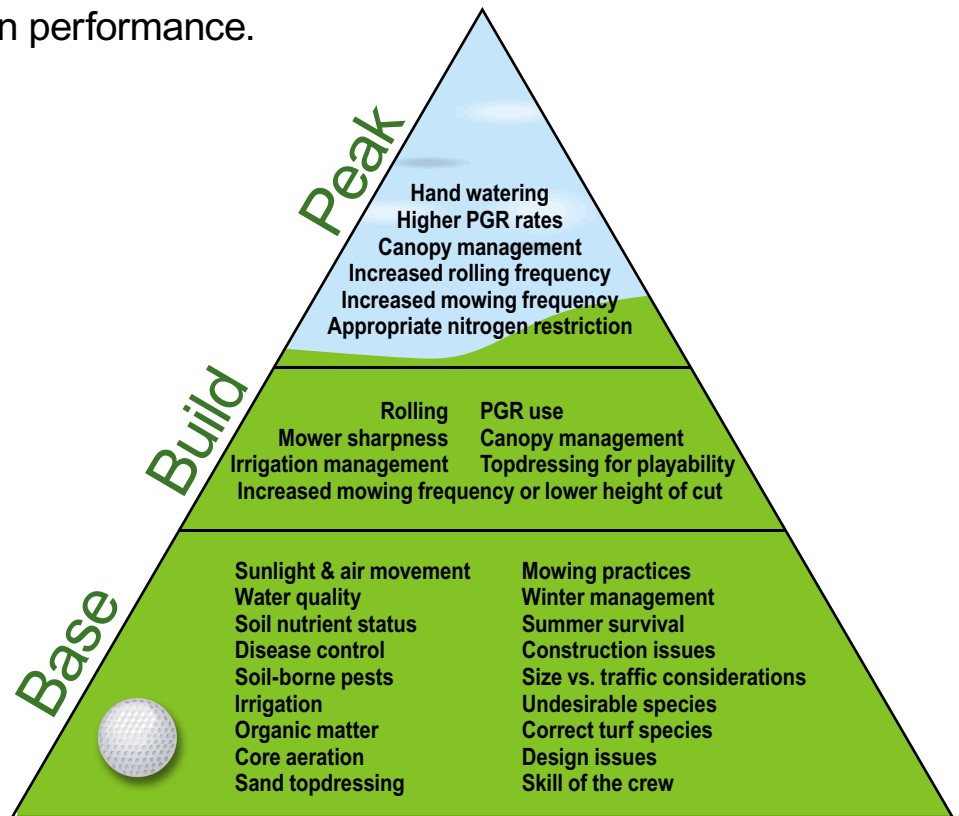 n performance.
Peak
Hand watering
Higher PGR rates
Canopy management
Increased rolling frequency
Increased mowing frequency
Appropriate nitrogen restriction
Build
Rolling PGR use
Mower sharpness Canopy management
Irrigation management Topdressing for playability
Increased mowing frequency or lower height of cut
Base
Sunlight & air movement
Water quality
Soil nutrient status
Disease control
Soil-borne pests
Irrigation
Organic matter
Core aeration
Sand topdressing
Mowing practices
Winter management
Summer survival
Construction issues
Size vs. traffic considerations
Undesirable species
Correct turf species
Design issues
Skill of the crew